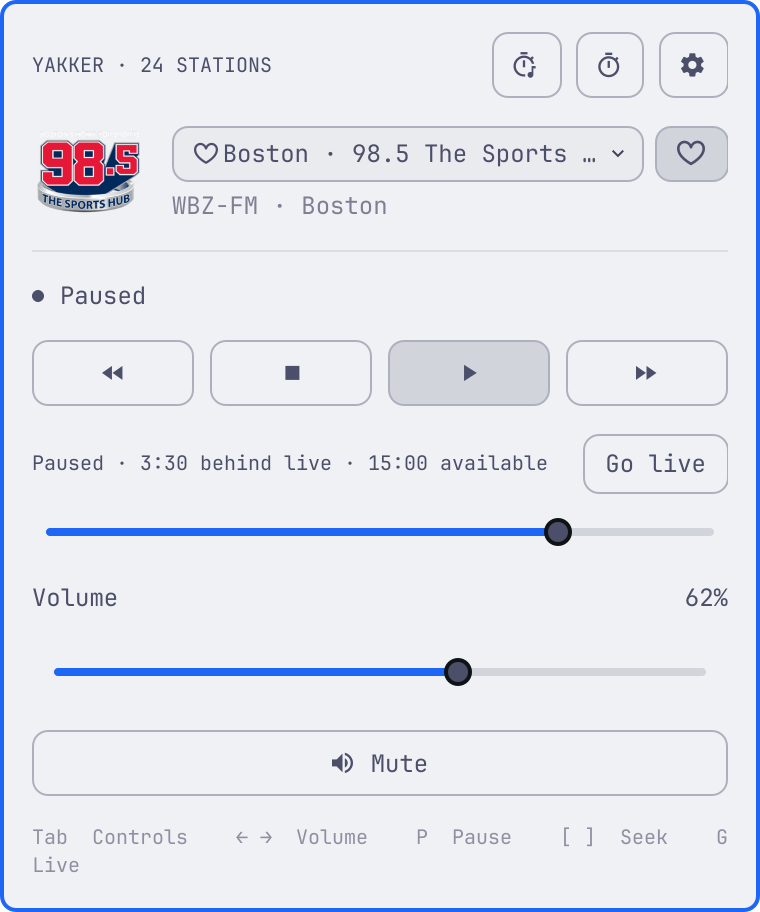 YAKKER · 24 STATIONS
98.5
THE SPORTS HUB
Boston · 98.5 The Sports …
WBZ-FM · Boston
Paused
Paused · 3:30 behind live · 15:00 available
Go live
Volume 62%
Mute
Tab Controls ← → Volume P Pause [ ] Seek G
Live